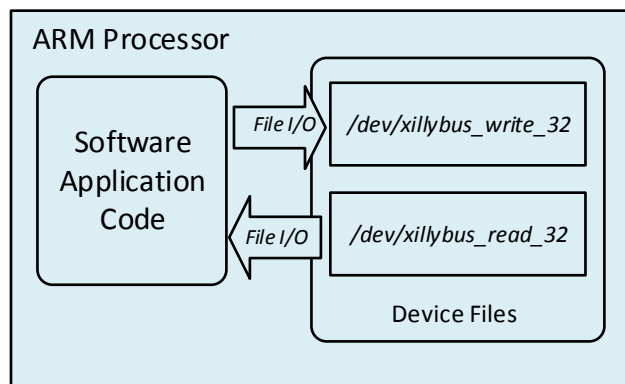 ARM Processor
Software
Application
Code
File I/O
/dev/xillybus_write_32
File I/O
/dev/xillybus_read_32
Device Files